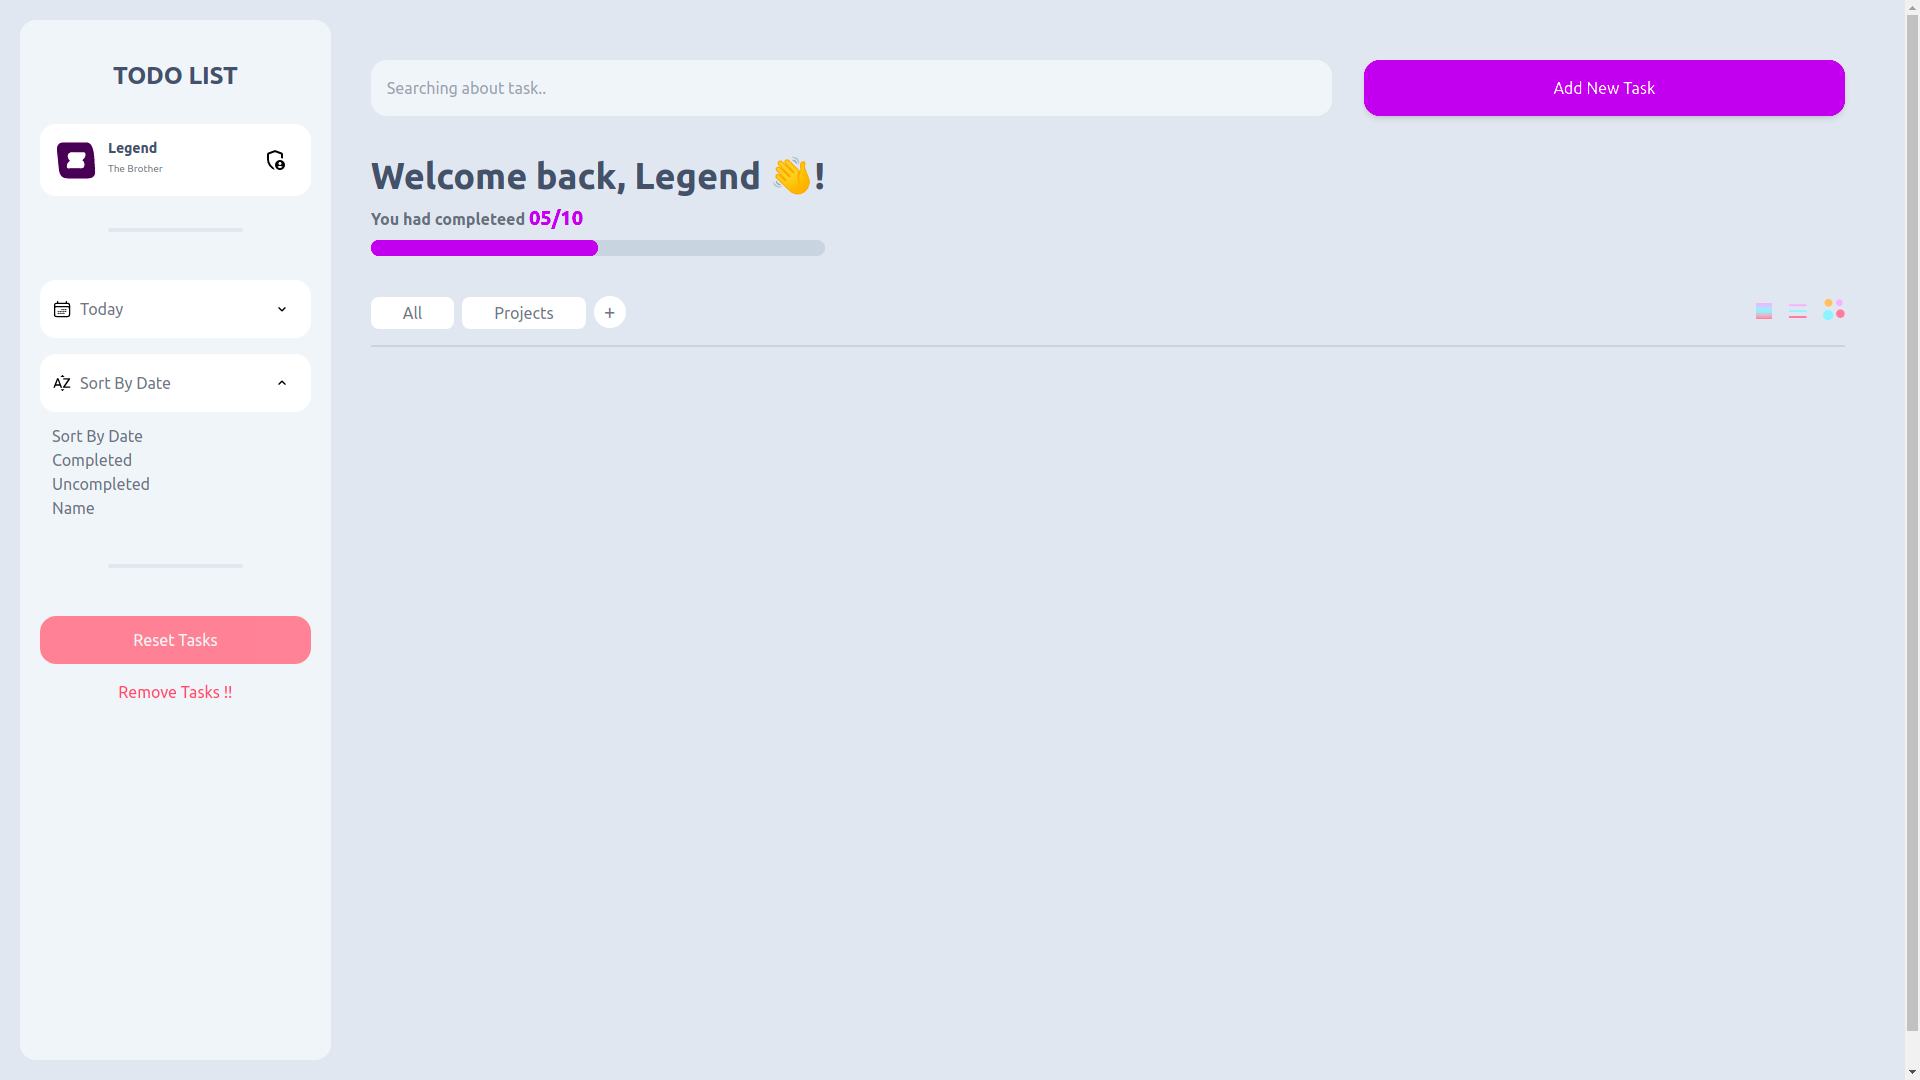 TODO LIST
Legend
The Brother
Today
Sort By Date
Sort By Date
Completed
Uncompleted
Name
Reset Tasks
Remove Tasks !!
Searching about task..
Add New Task
Welcome back, Legend 👋!
You had completeed 05/10
All
Projects
+